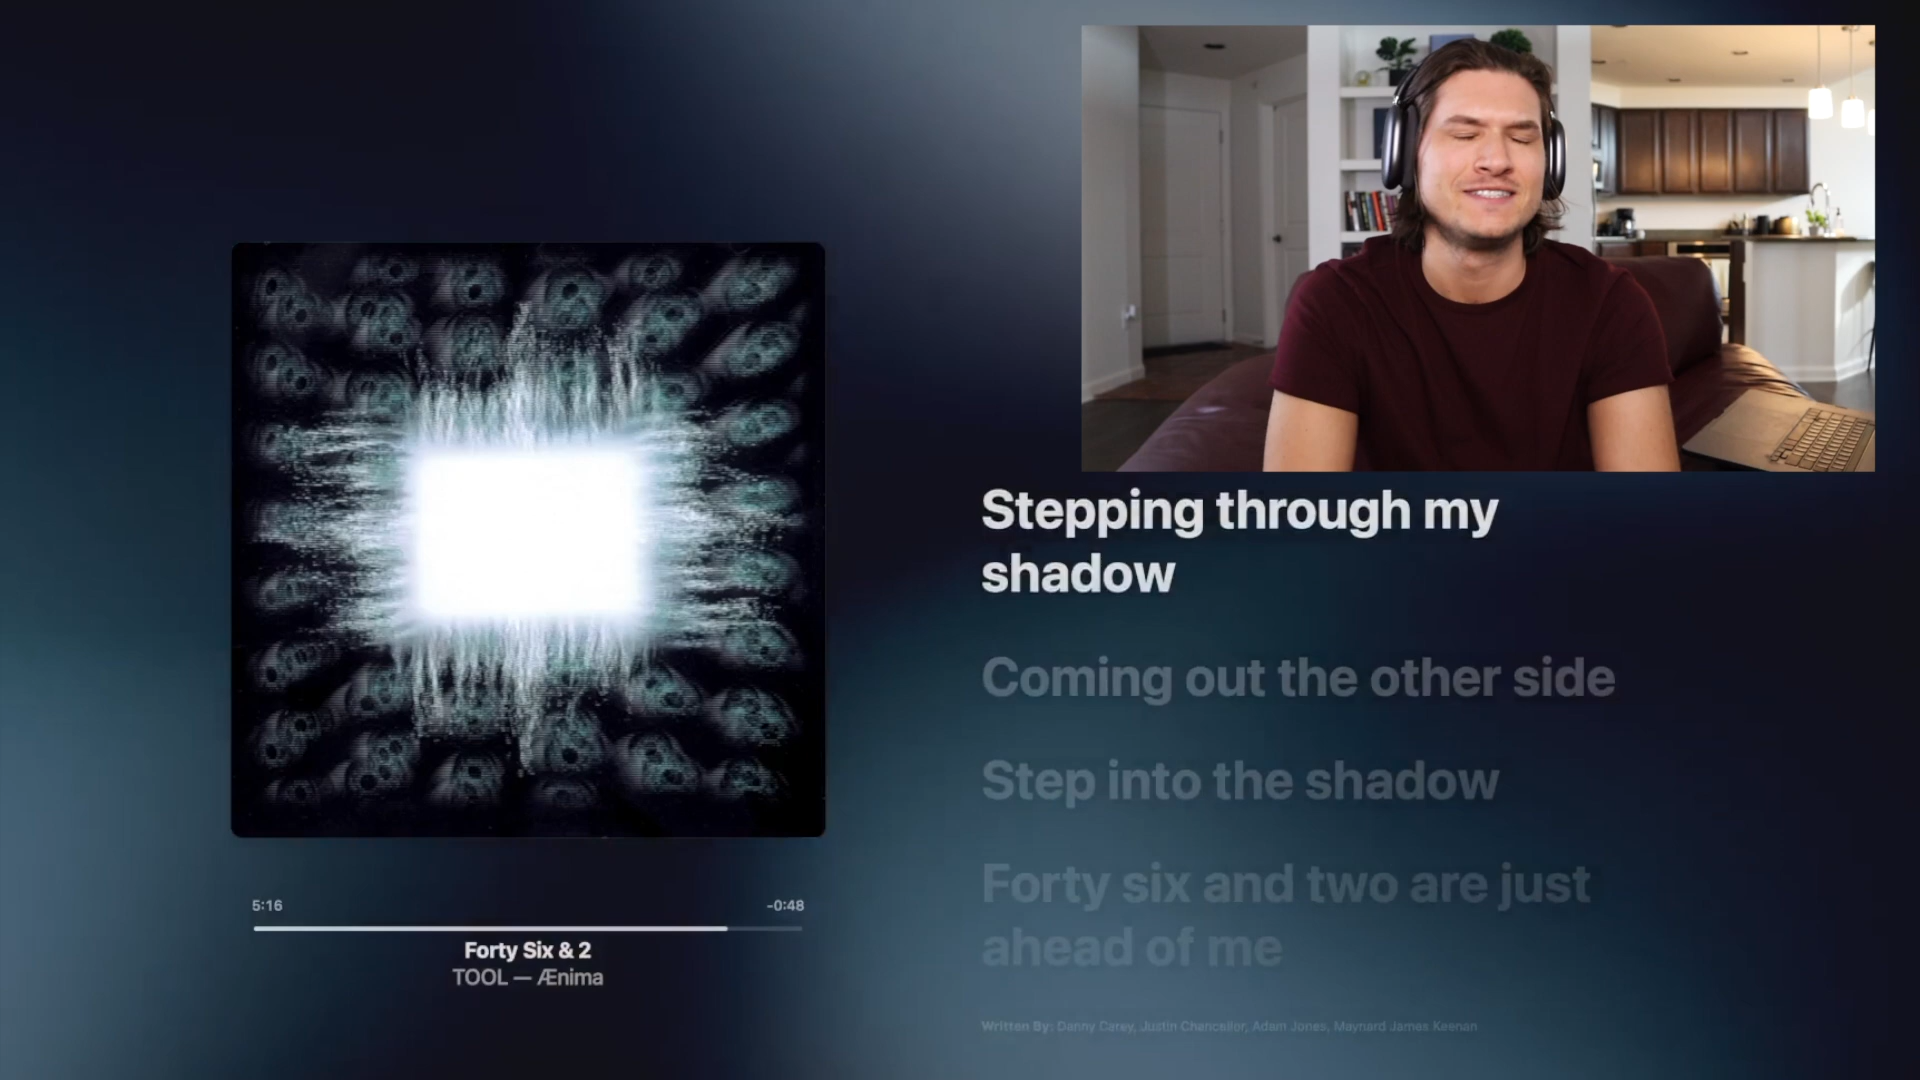 Stepping through my
shadow
Coming out the other side
Step into the shadow
Forty six and two are just
ahead of me
Written By: Danny Carey, Justin Chancellor, Adam Jones, Maynard James Keenan
5:16
-0:48
Forty Six & 2
TOOL — Ænima